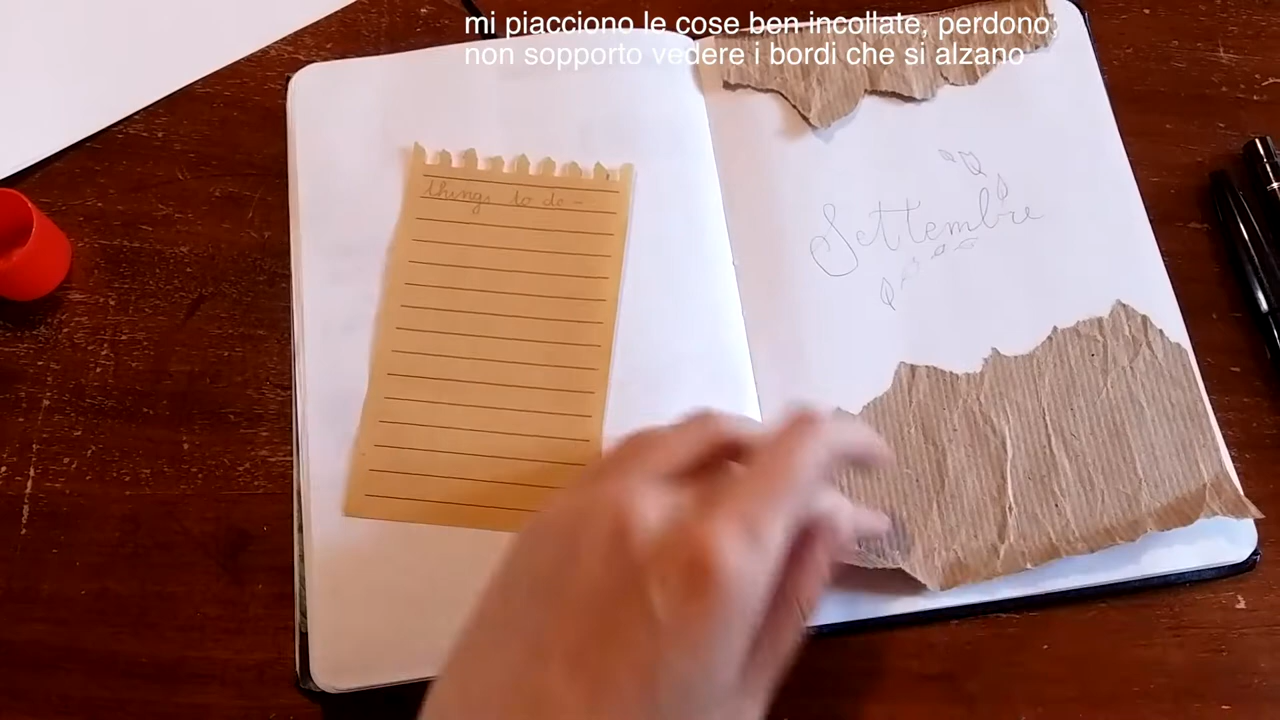 mi piacciono le cose ben incollate, perdono,
non sopporto vedere i bordi che si alzano
things to do -
Settembre